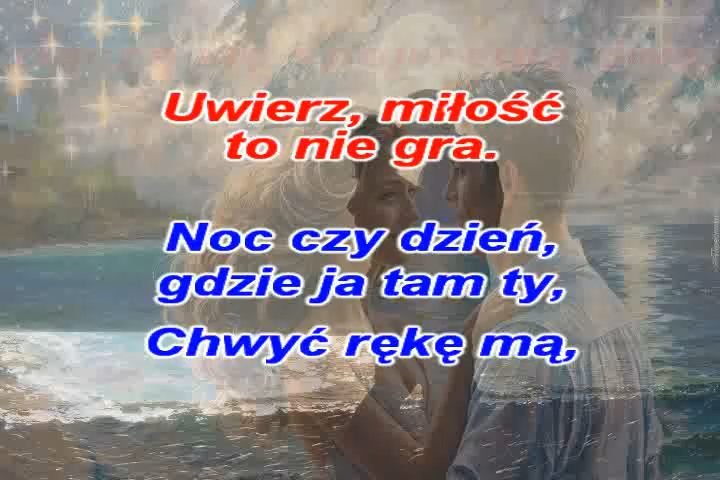 Uwierz, miłość
to nie gra.
Noc czy dzień,
gdzie ja tam ty,
Chwyć rękę mą,